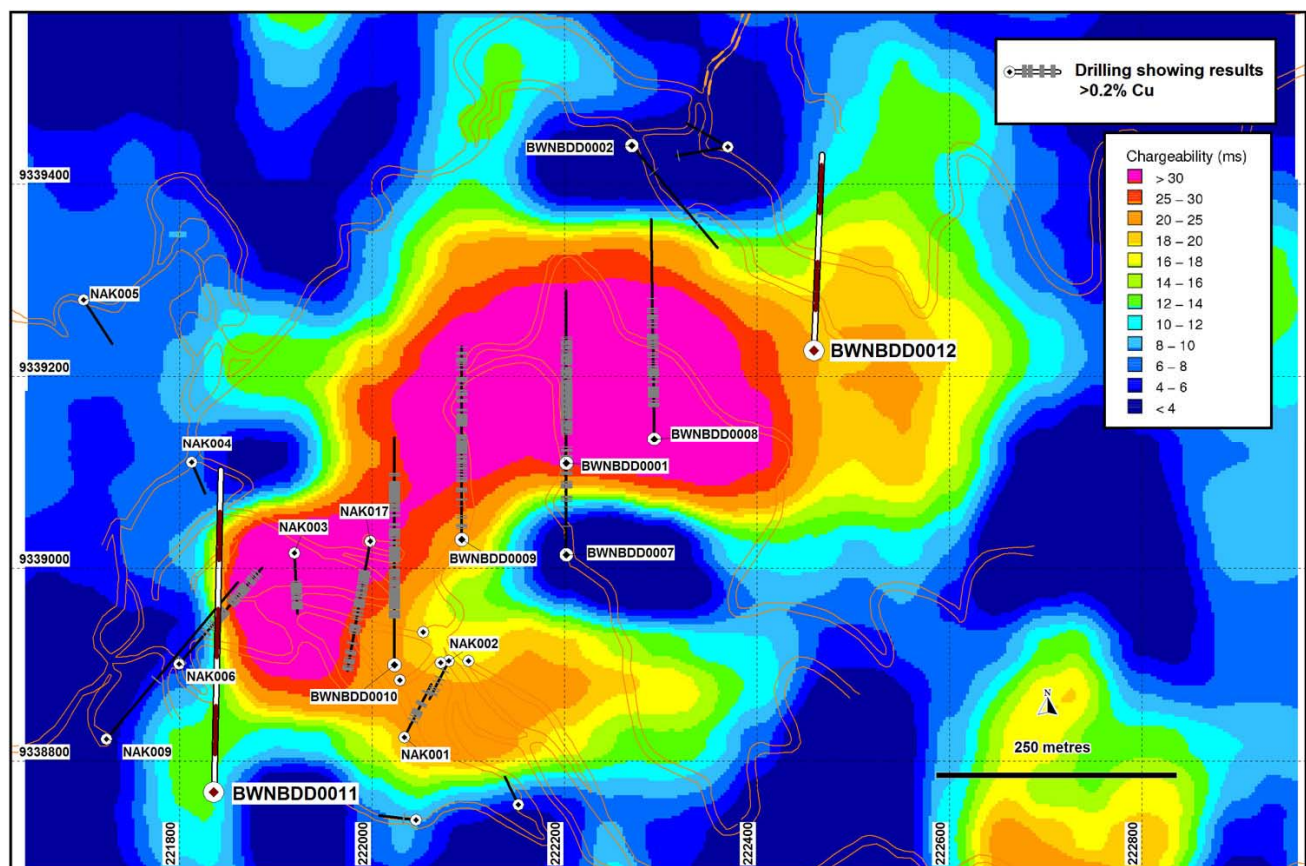 Drilling showing results
>0.2% Cu
Chargeability (ms)
> 30
25 – 30
20 – 25
18 – 20
16 – 18
14 – 16
12 – 14
10 – 12
8 – 10
6 – 8
4 – 6
< 4
BWNBDD0002
9339400
NAK005
BWNBDD0012
9339200
BWNBDD0008
NAK004
BWNBDD0001
NAK003
NAK017
9339000
BWNBDD0009
BWNBDD0007
NAK002
NAK006
BWNBDD0010
N
NAK009
NAK001
250 metres
9338800
BWNBDD0011
221800
222000
222200
222400
222600
222800